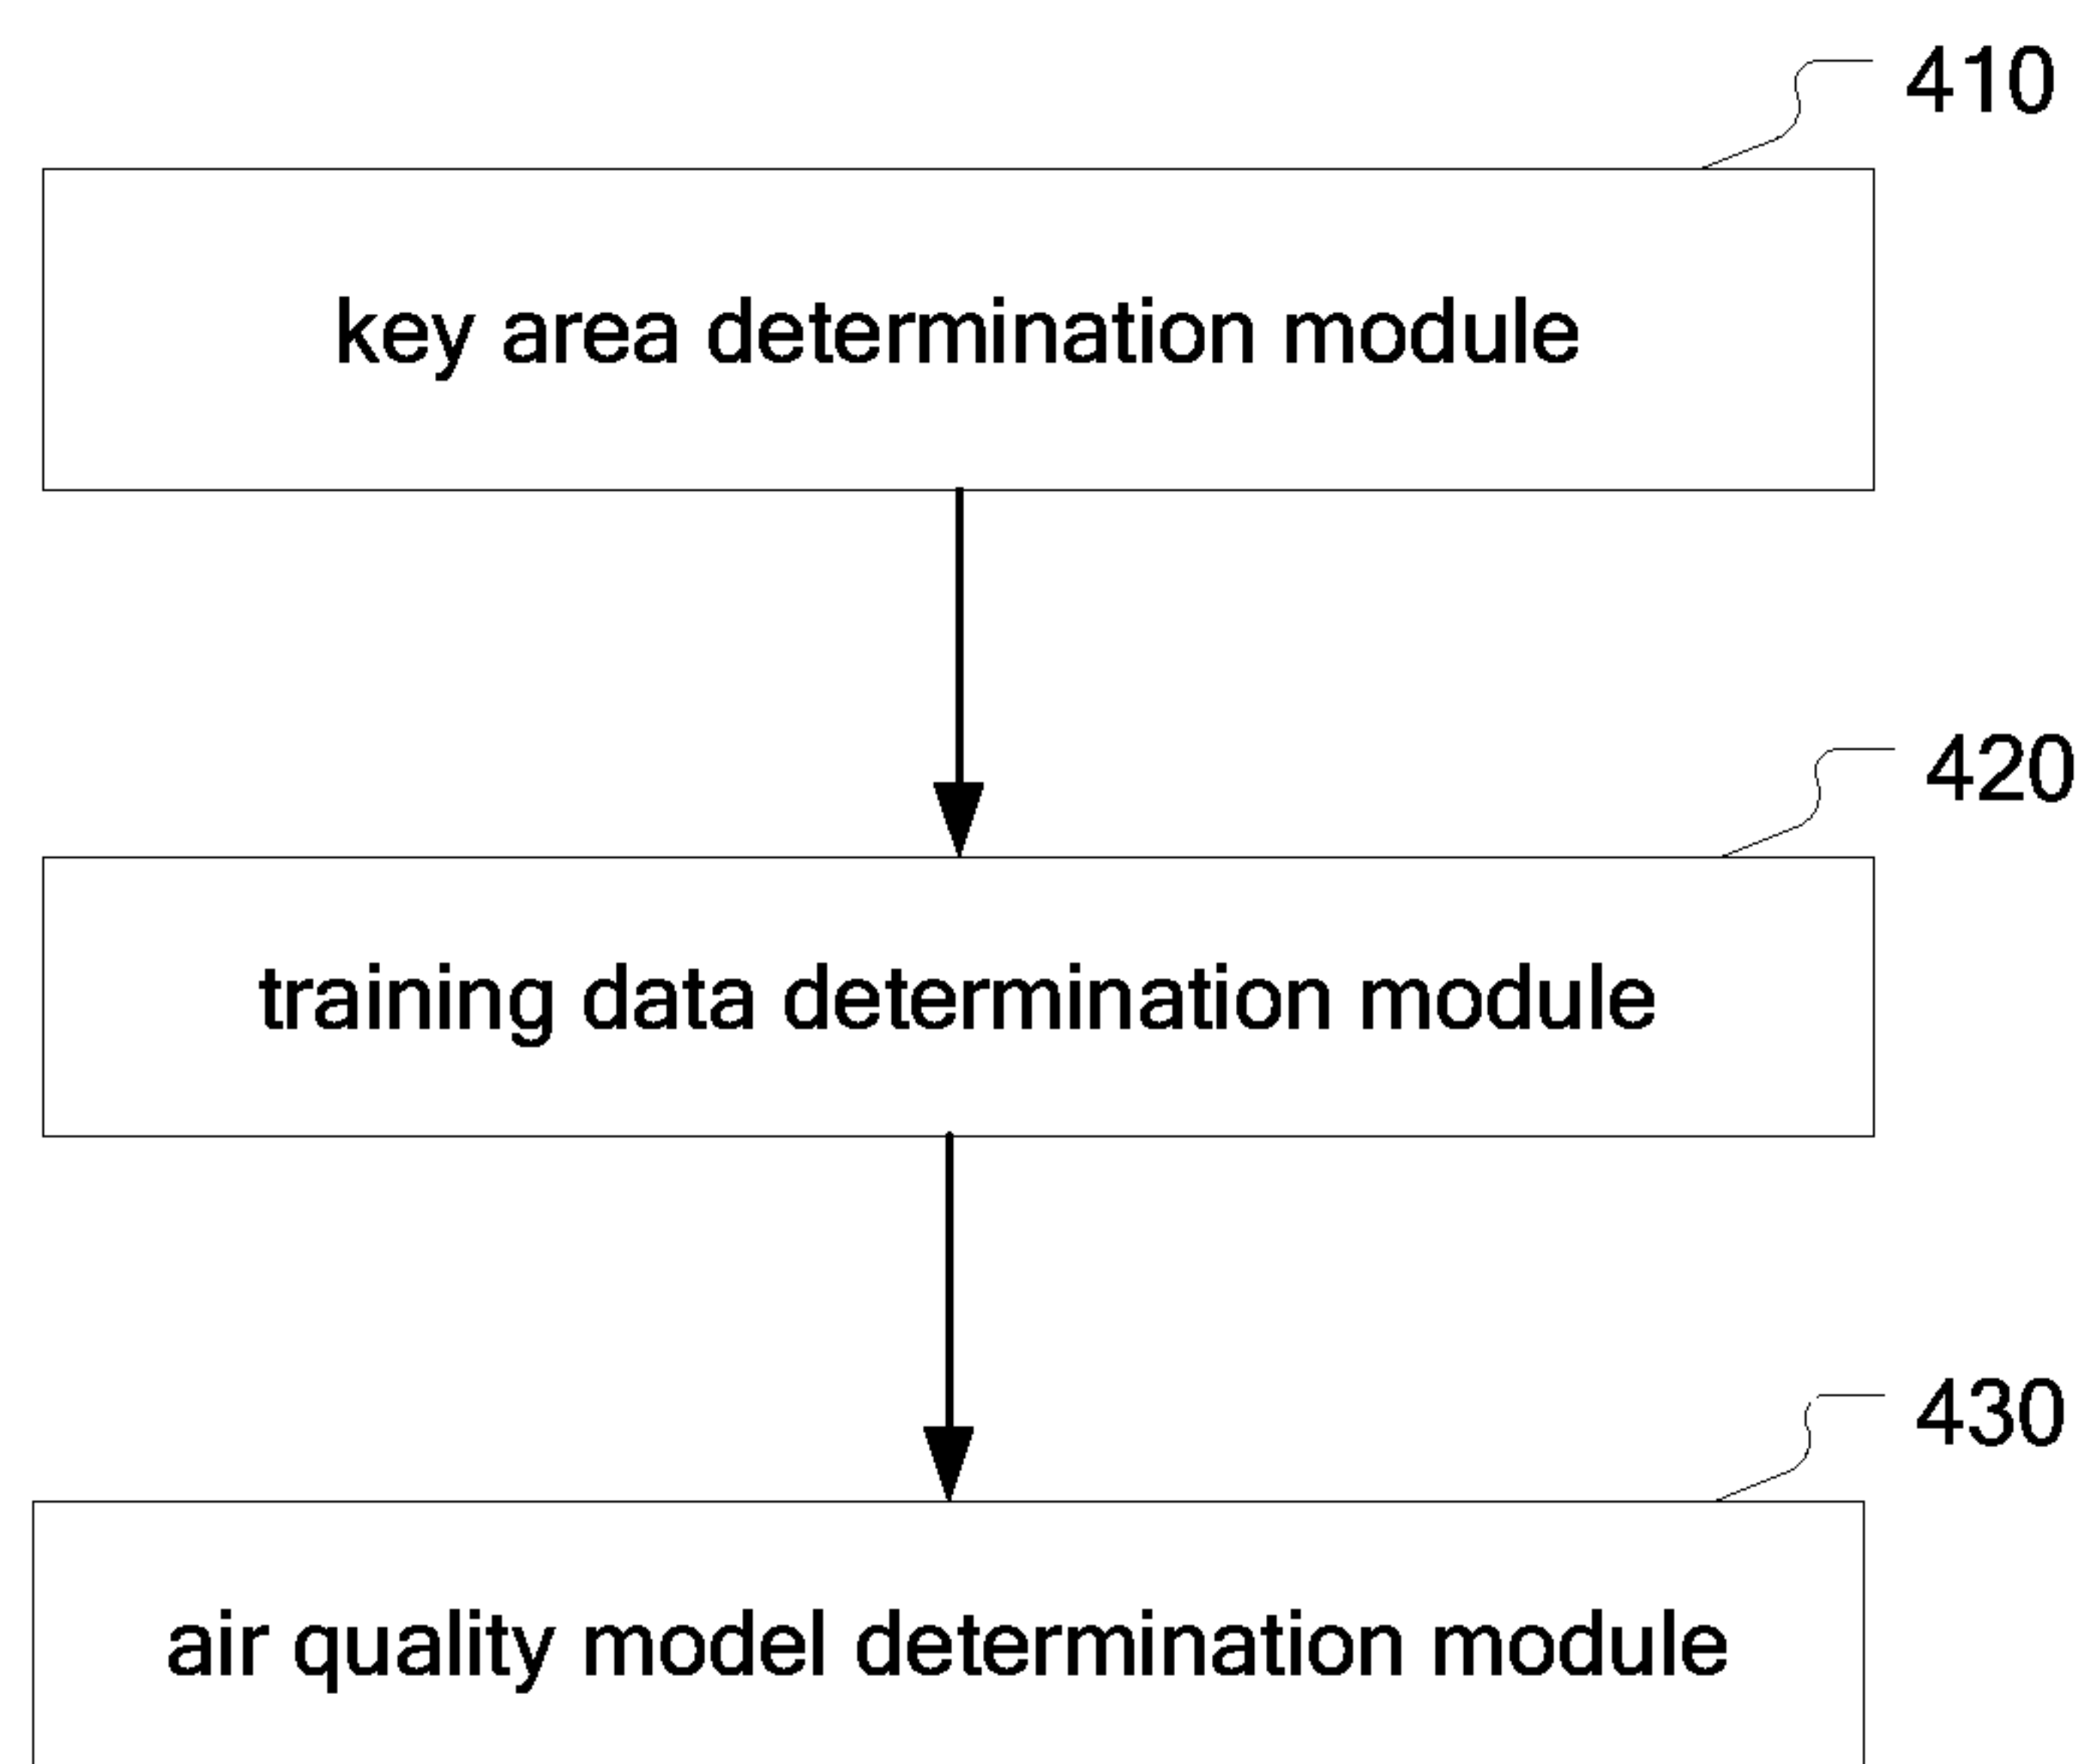 410
key area determination module
420
training data determination module
430
air quality model determination module